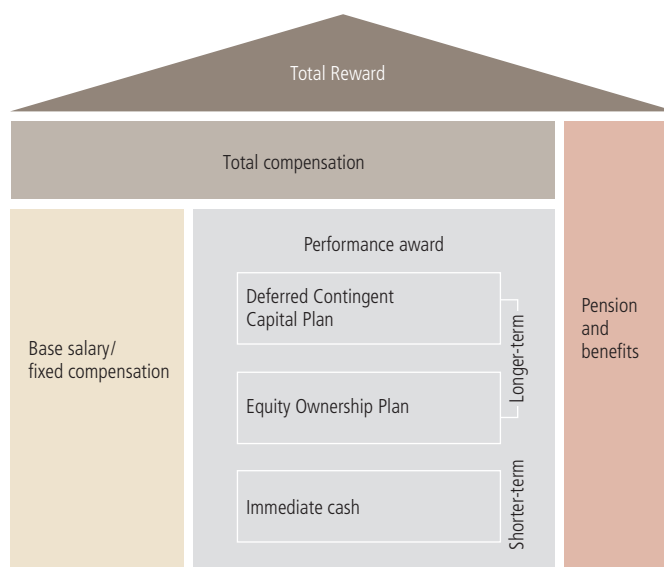 Total Reward
Total compensation
Performance award
Deferred Contingent
Capital Plan
Base salary/
fixed compensation
Equity Ownership Plan
Immediate cash
Longer-term
Shorter-term
Pension
and
benefits